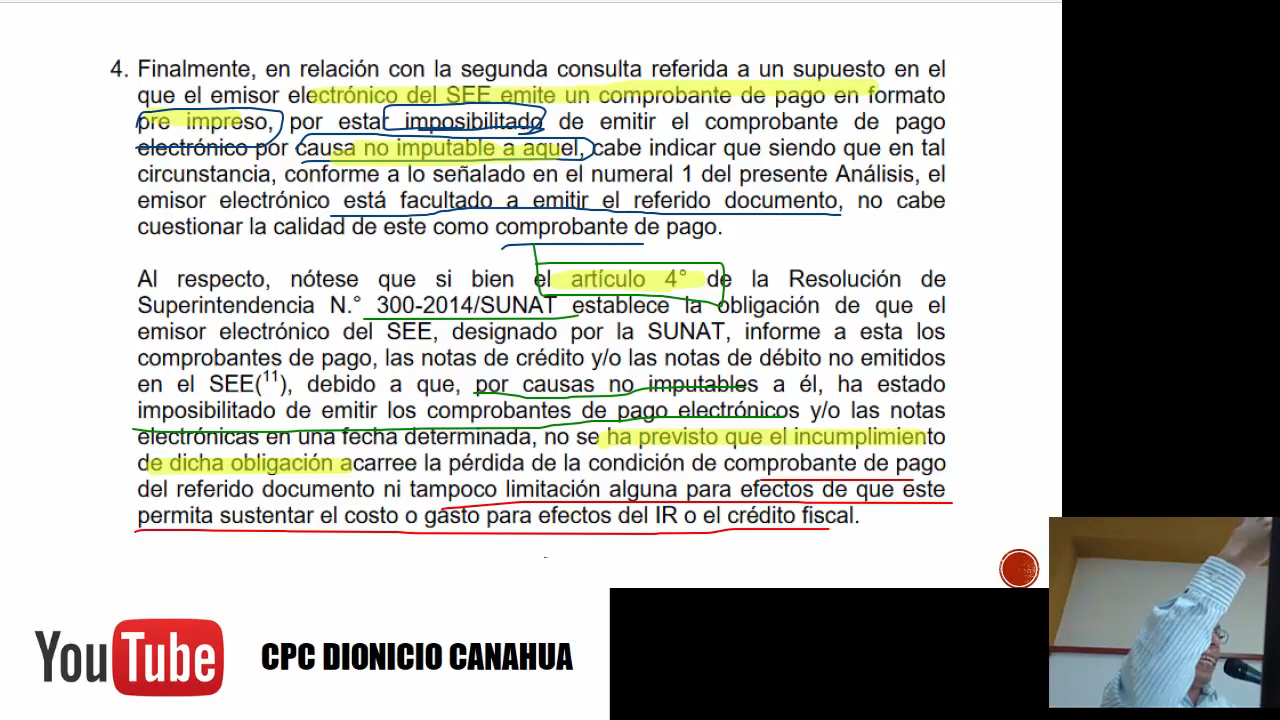 4. Finalmente, en relación con la segunda consulta referida a un supuesto en el
que el emisor electrónico del SEE emite un comprobante de pago en formato
pre impreso, por estar imposibilitado de emitir el comprobante de pago
electrónico por causa no imputable a aquel, cabe indicar que siendo que en tal
circunstancia, conforme a lo señalado en el numeral 1 del presente Análisis, el
emisor electrónico está facultado a emitir el referido documento, no cabe
cuestionar la calidad de este como comprobante de pago.
Al respecto, nótese que si bien el artículo 4° de la Resolución de
Superintendencia N.° 300-2014/SUNAT establece la obligación de que el
emisor electrónico del SEE, designado por la SUNAT, informe a esta los
comprobantes de pago, las notas de crédito y/o las notas de débito no emitidos
en el SEE(11), debido a que, por causas no imputables a él, ha estado
imposibilitado de emitir los comprobantes de pago electrónicos y/o las notas
electrónicas en una fecha determinada, no se ha previsto que el incumplimiento
de dicha obligación acarree la pérdida de la condición de comprobante de pago
del referido documento ni tampoco limitación alguna para efectos de que este
permita sustentar el costo o gasto para efectos del IR o el crédito fiscal.
YouTube CPC DIONICIO CANAHUA